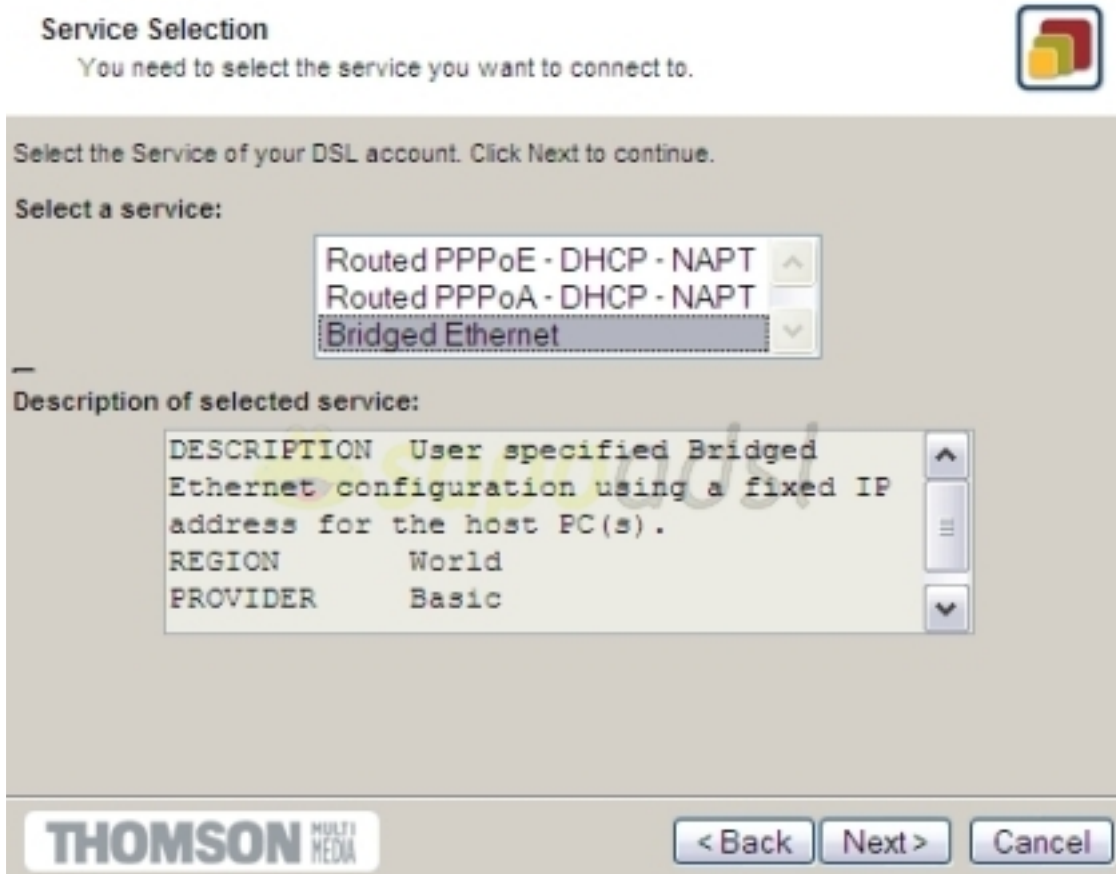 Service Selection
You need to select the service you want to connect to.
Select the Service of your DSL account. Click Next to continue.
Select a service:
Routed PPPoE - DHCP - NAPT
Routed PPPoA - DHCP - NAPT
Bridged Ethernet
Description of selected service:
DESCRIPTION User specified Bridged
Ethernet configuration using a fixed IP
address for the host PC(s).
REGION World
PROVIDER Basic
sapoadsl
THOMSON MULTI MEDIA
< Back Next > Cancel